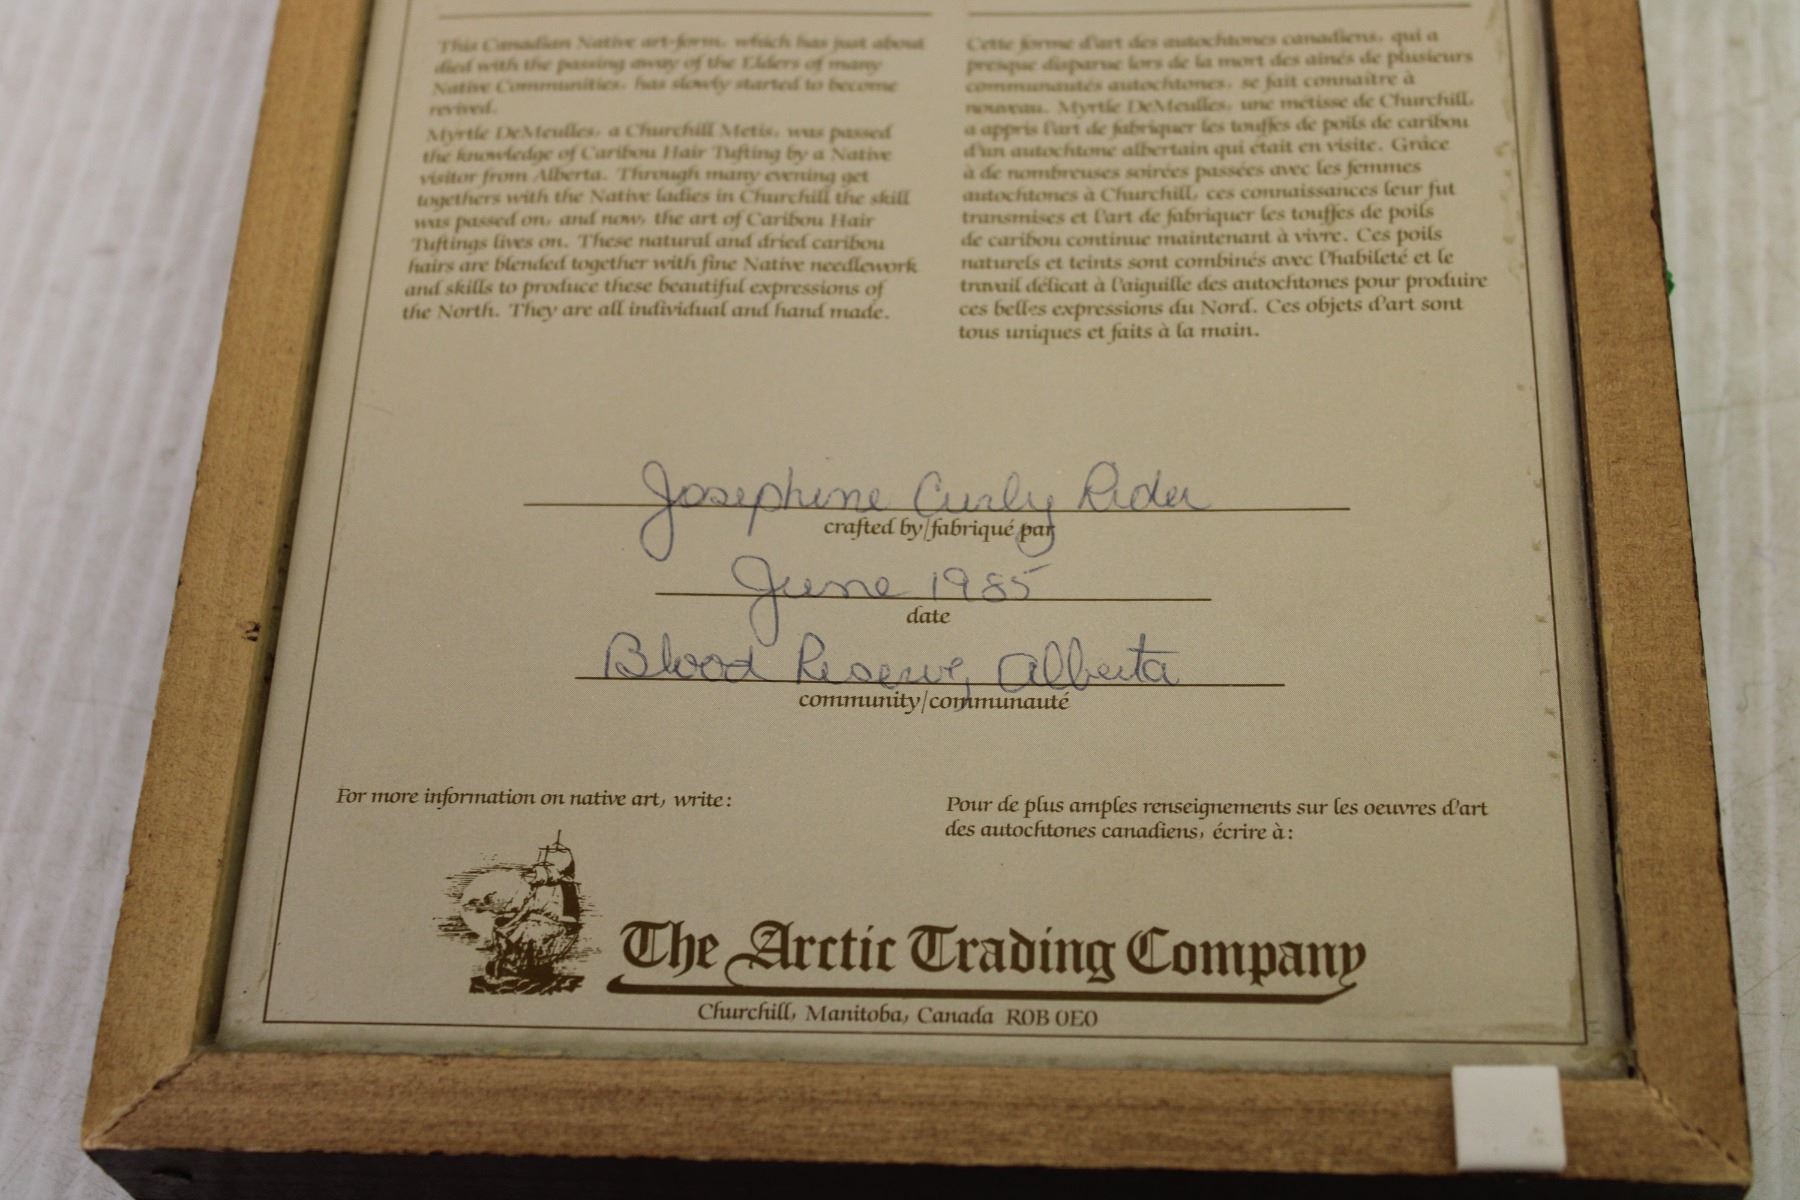 This Canadian Native art-form, which has just about
died with the passing away of the Elders of many
Native Communities, has slowly started to become
revived.
Myrtle DeMeulles, a Churchill Metis, was passed
the knowledge of Caribou Hair Tufting by a Native
visitor from Alberta. Through many evening get
togethers with the Native ladies in Churchill the skill
was passed on, and now, the art of Caribou Hair
Tuftings lives on. These natural and dried caribou
hairs are blended together with fine Native needlework
and skills to produce these beautiful expressions of
the North. They are all individual and hand made.
Cette forme d'art des autochtones canadiens, qui a
presque disparue lors de la mort des aînés de plusieurs
communautés autochtones, se fait connaître à
nouveau. Myrtle DeMeulles, une métisse de Churchill,
a appris l'art de fabriquer les touffes de poils de caribou
d'un autochtone albertain qui était en visite. Grâce
à de nombreuses soirées passées avec les femmes
autochtones à Churchill, ces connaissances leur fut
transmises et l'art de fabriquer les touffes de poils
de caribou continue maintenant à vivre. Ces poils
naturels et teints sont combinés avec l'habileté et le
travail délicat à l'aiguille des autochtones pour produire
ces belles expressions du Nord. Ces objets d'art sont
tous uniques et faits à la main.
Josephine Curly Rider
crafted by/fabriqué par
June 1985
date
Blood Reserve, Alberta
community/communauté
For more information on native art, write:
Pour de plus amples renseignements sur les oeuvres d'art
des autochtones canadiens, écrire à:
The Arctic Trading Company
Churchill, Manitoba, Canada R0B 0E0